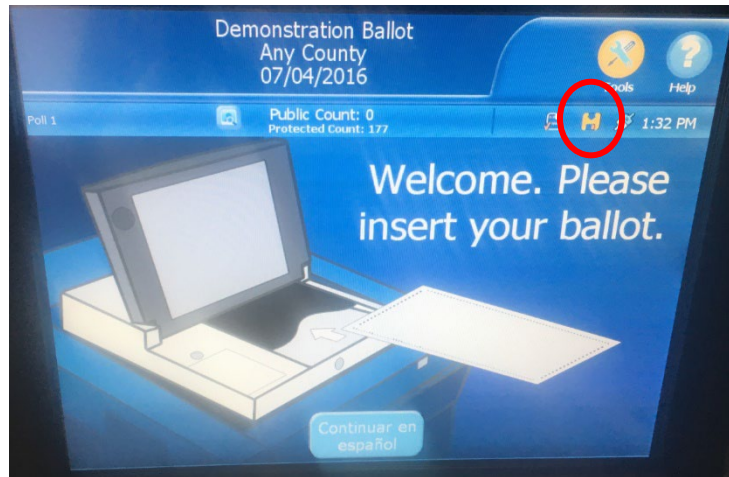 Demonstration Ballot
Any County
07/04/2016
Tools
Help
Poll 1
Public Count: 0
Protected Count: 177
1:32 PM
Welcome. Please
insert your ballot.
Continuar en
español